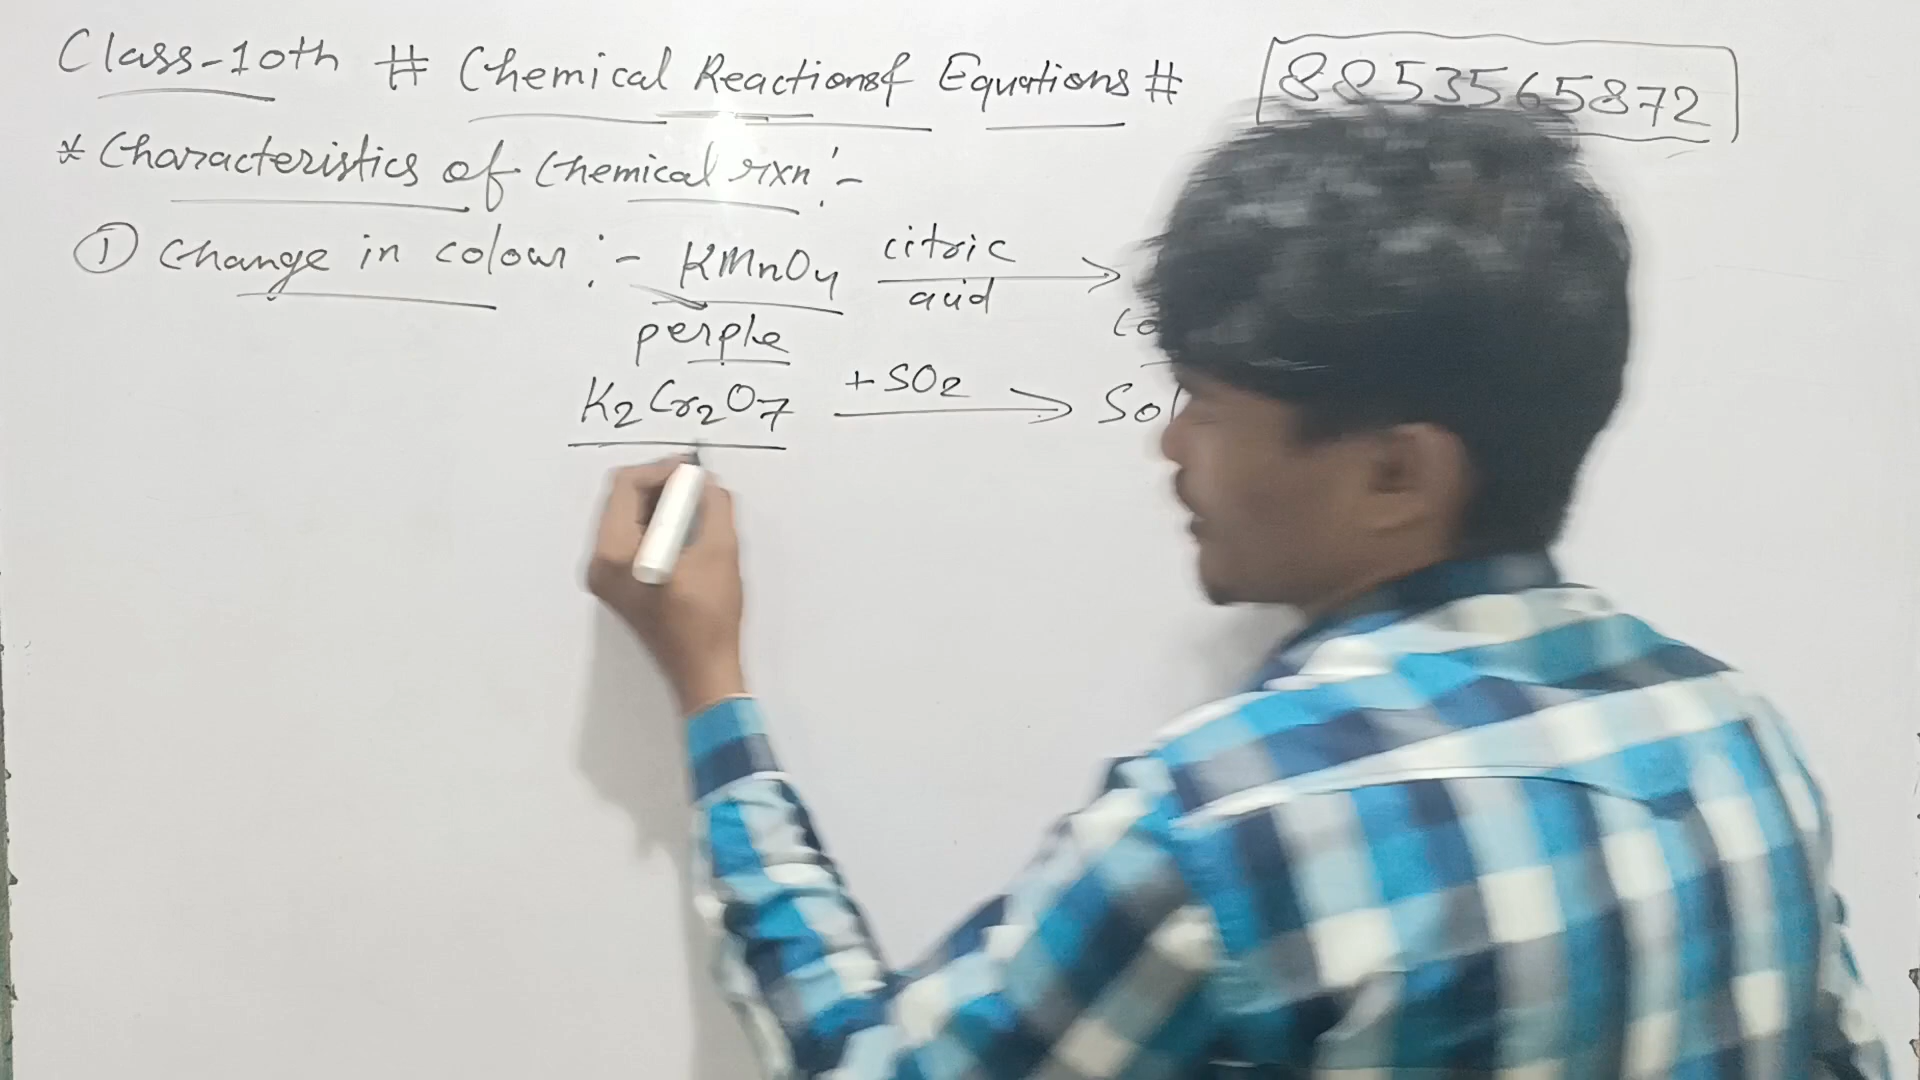 Class-10th # Chemical Reactions & Equations # 8853565872
* Characteristics of Chemical rxn :-
① Change in colour :- KMnO4 citric acid →
perple
K2Cr2O7 +SO2 → Sol